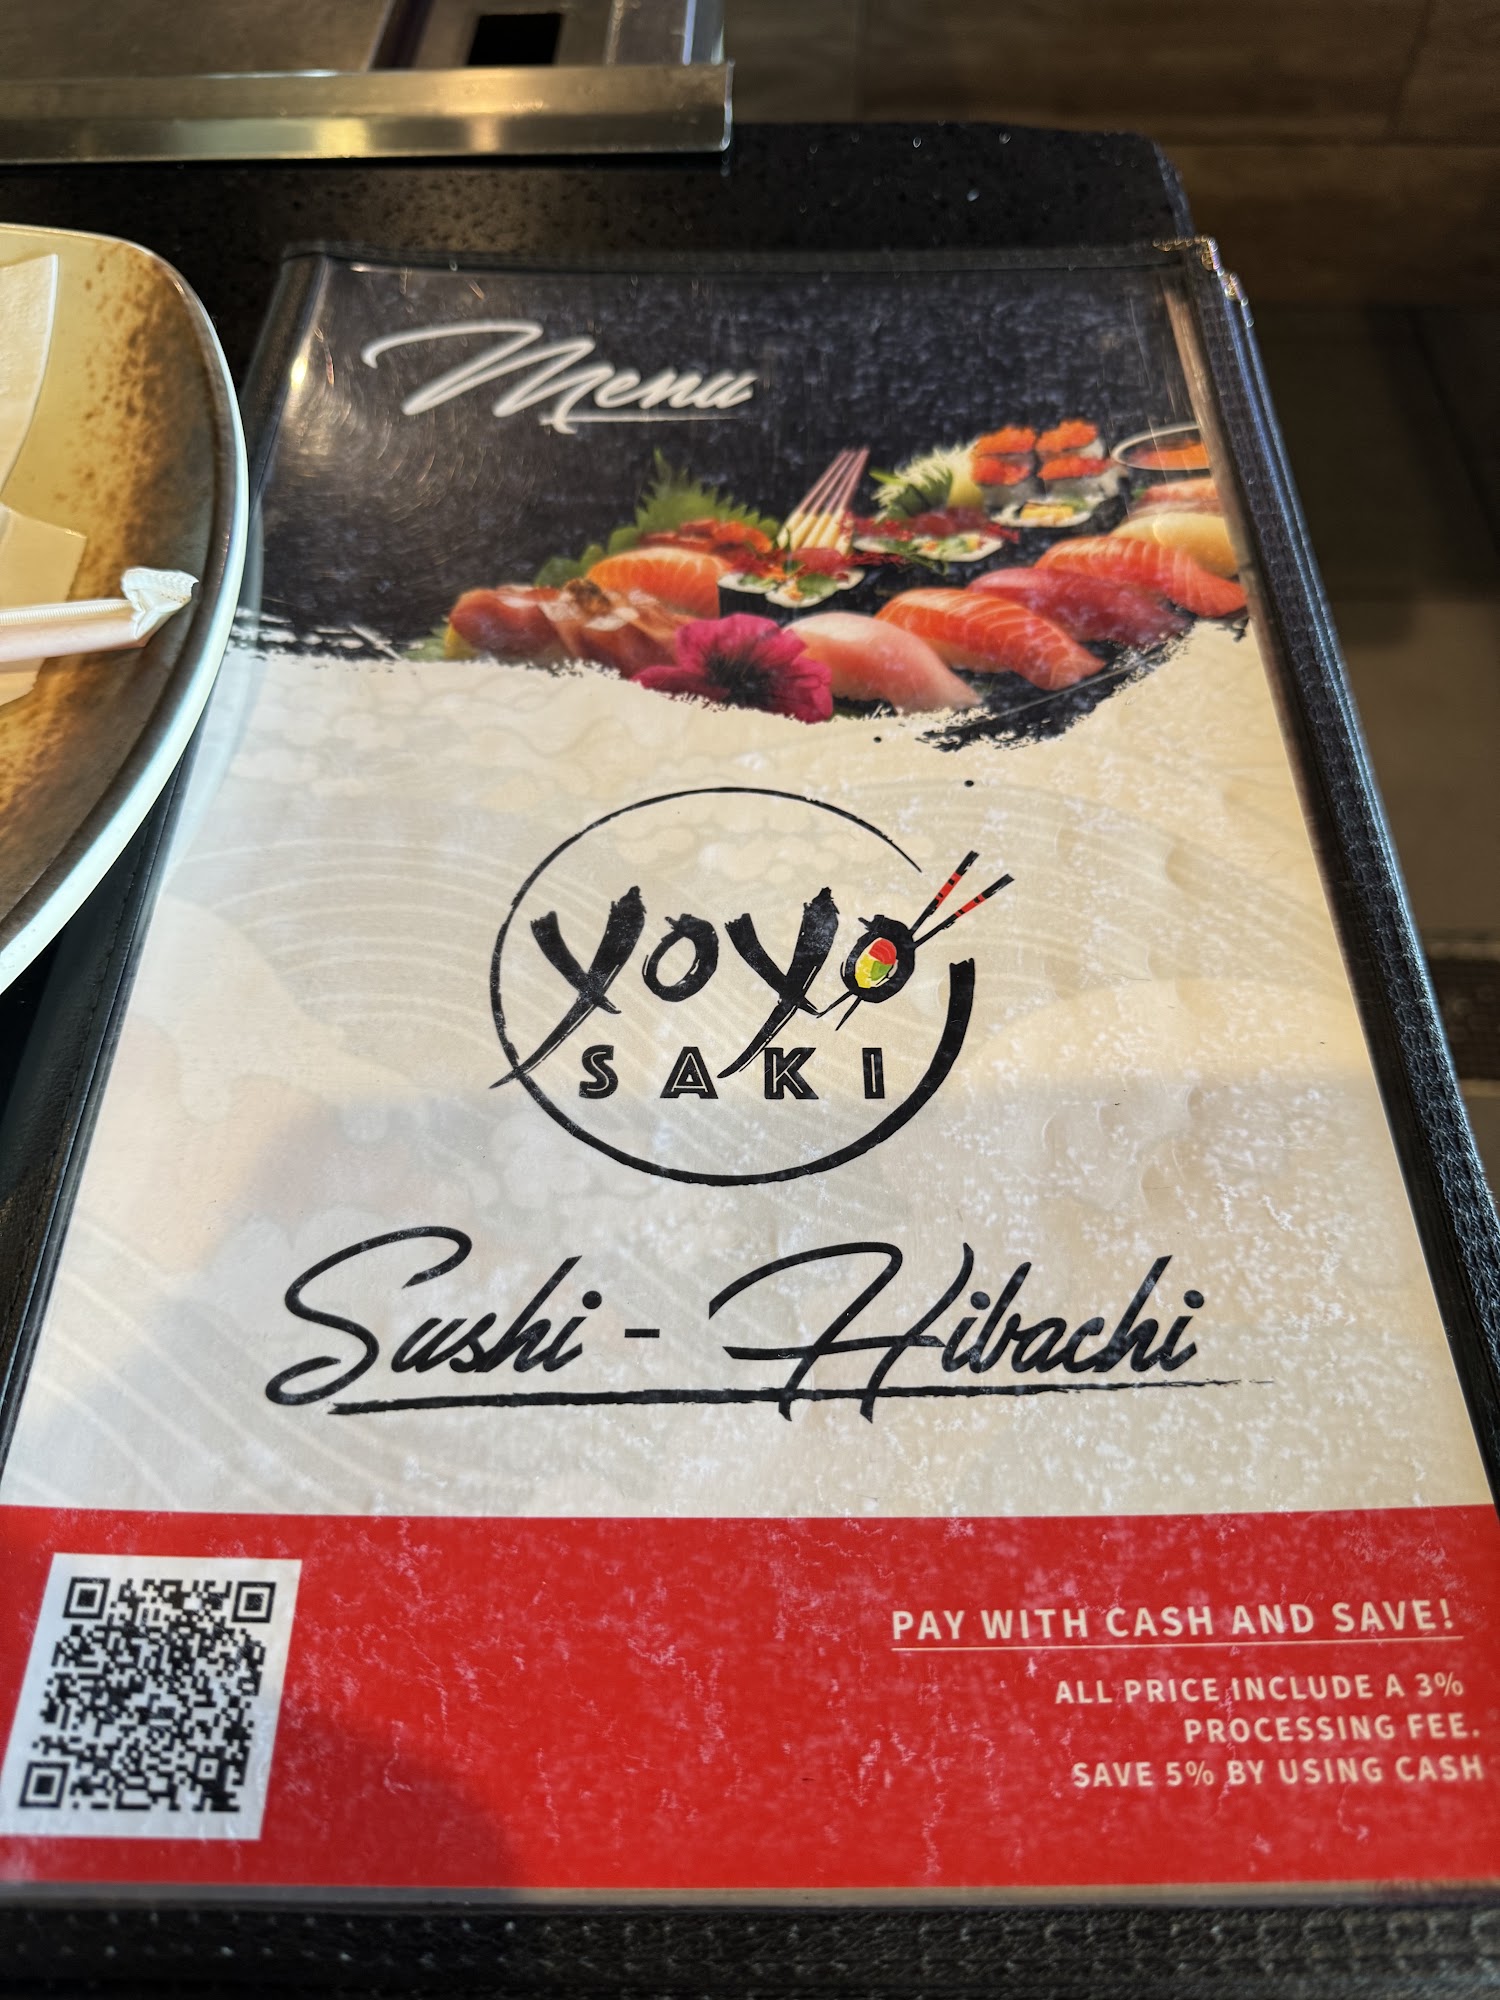 Menu
YOYO
SAKI
Sushi - Hibachi
PAY WITH CASH AND SAVE!
ALL PRICE INCLUDE A 3%
PROCESSING FEE.
SAVE 5% BY USING CASH